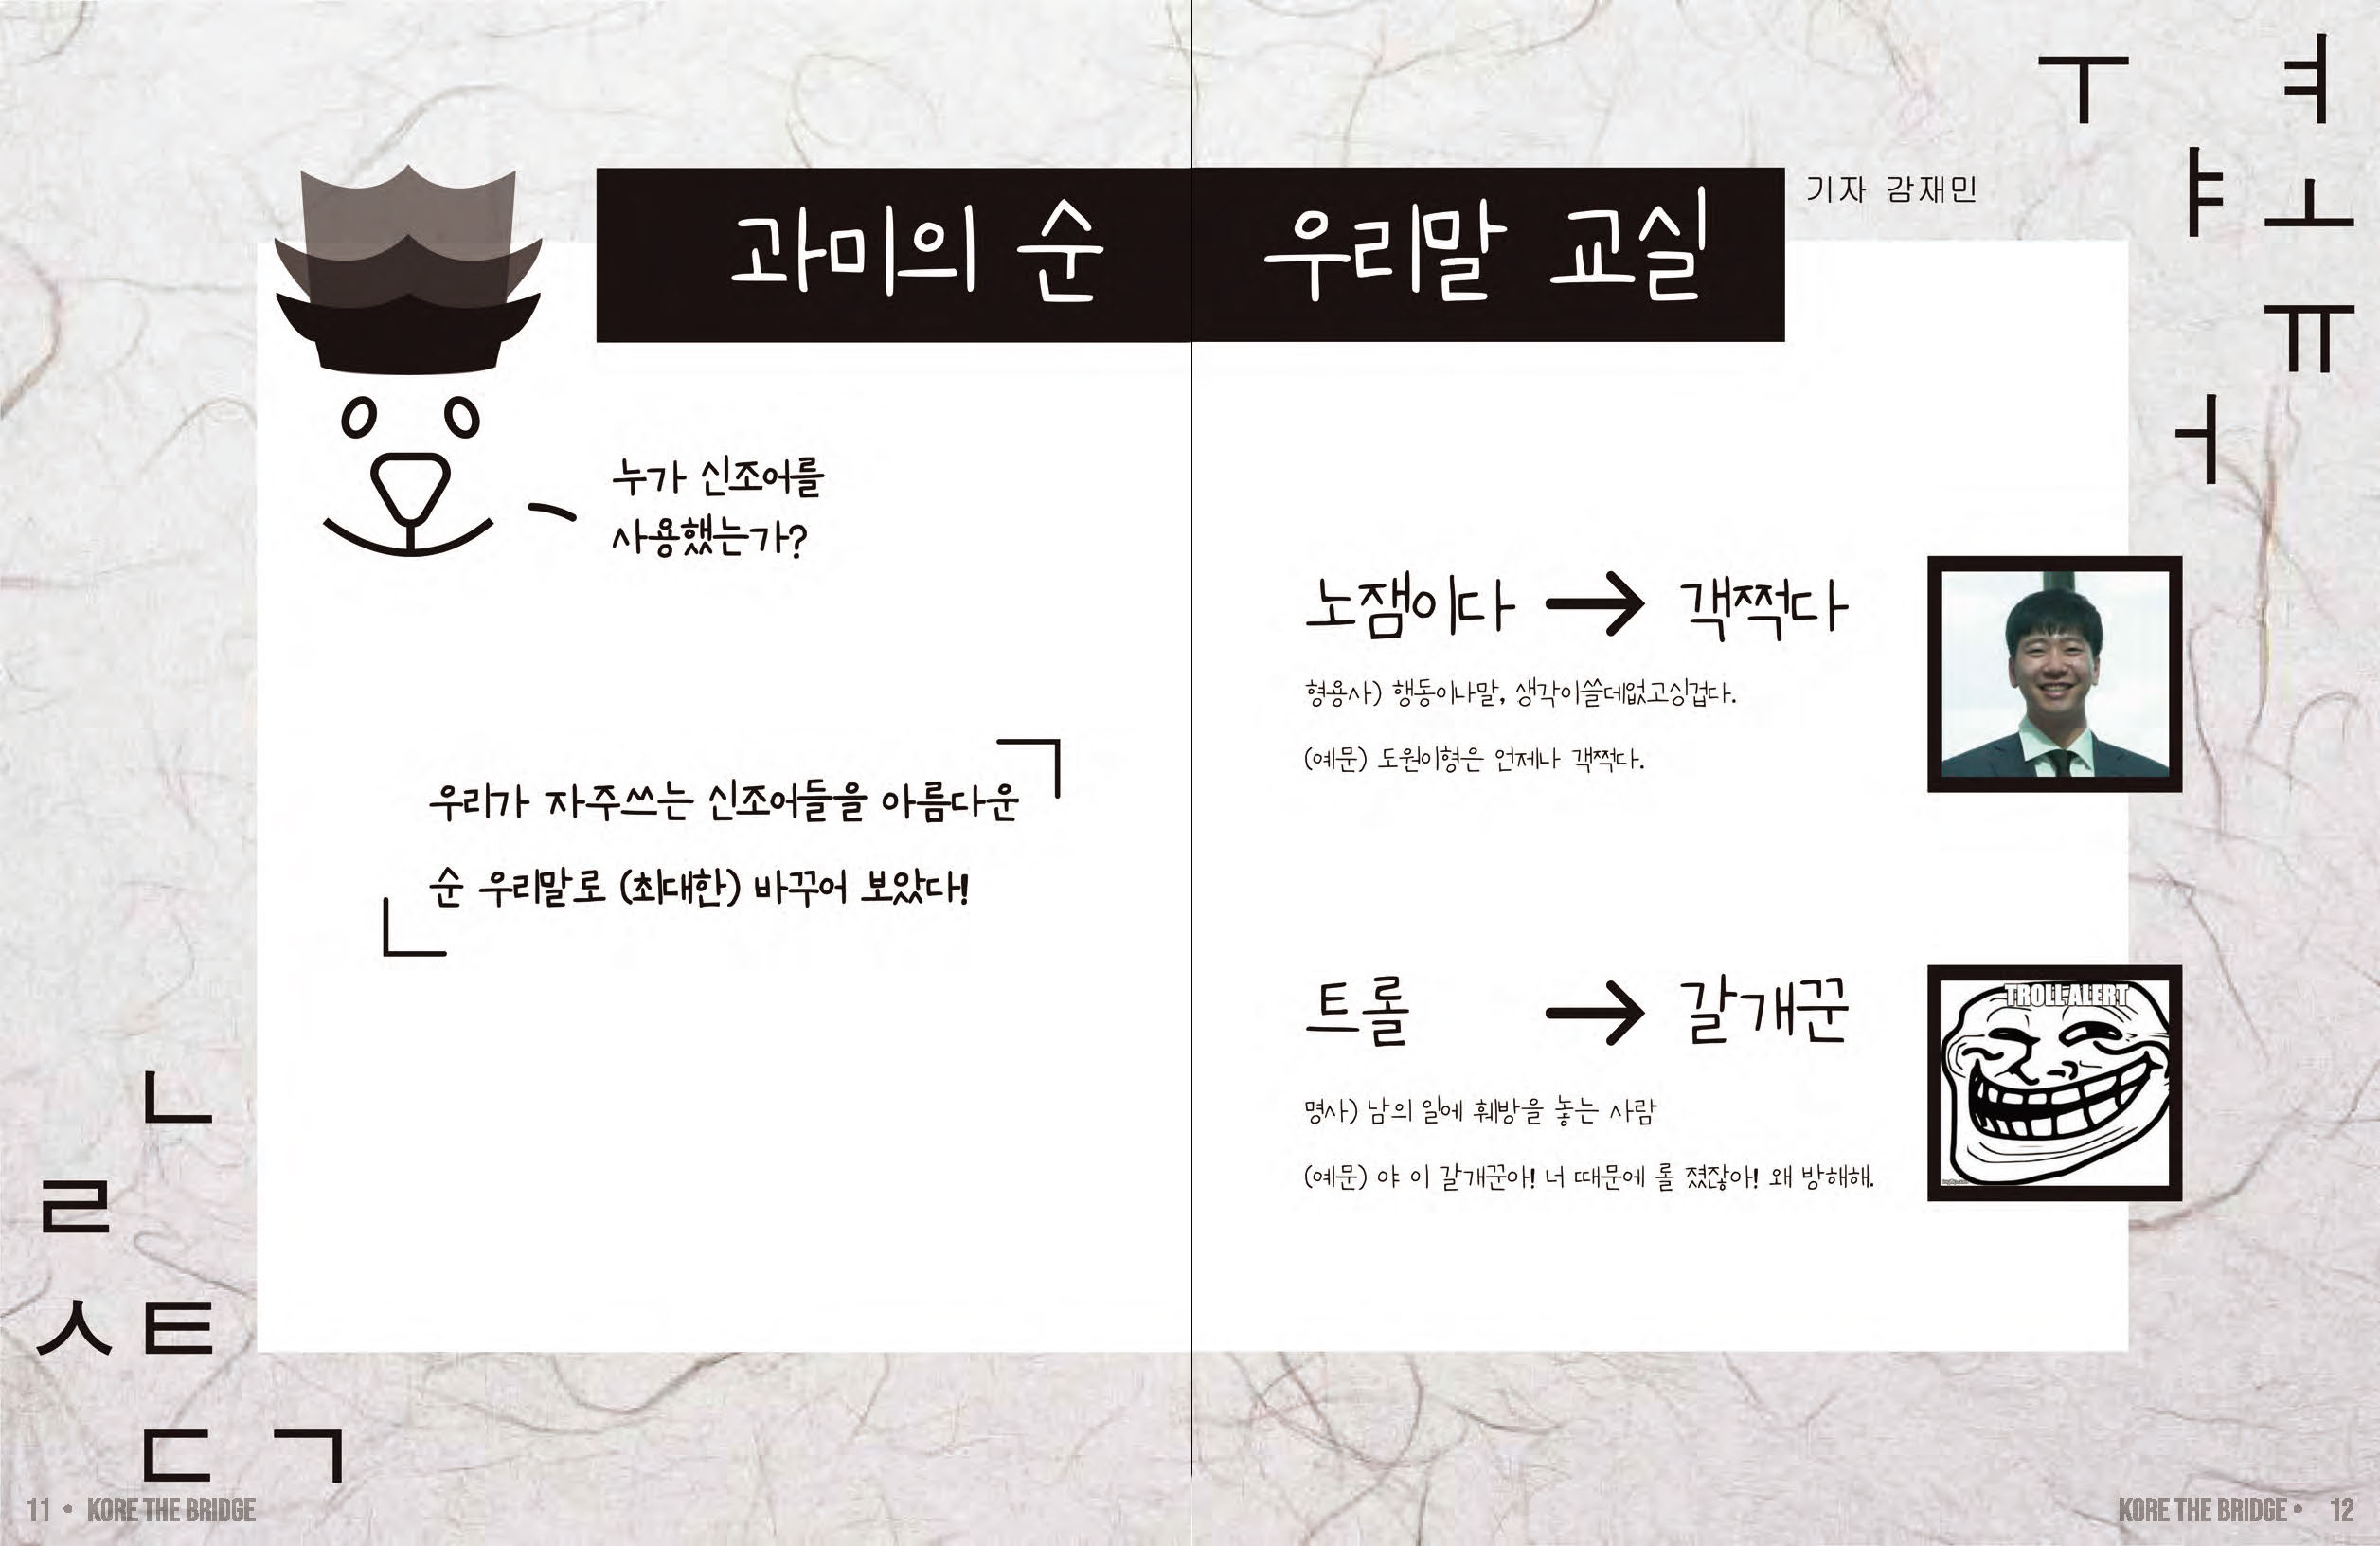 과미의 순 우리말 교실
기자 감재민
누가 신조어를
사용했는가?
우리가 자주쓰는 신조어들을 아름다운
순 우리말로 (최대한) 바꾸어 보았다!
노잼이다 → 객쩍다
형용사) 행동이나말, 생각이쓸데없고싱겁다.
(예문) 도원이형은 언제나 객쩍다.
트롤 → 갈개꾼
명사) 남의 일에 훼방을 놓는 사람
(예문) 야 이 갈개꾼아! 너 때문에 롤 졌잖아! 왜 방해해.
TROLL ALERT
ㅜ ㅕ
ㅑ ㅗ
ㅠ
ㅓ
ㄴ
ㄹ
ㅅ ㅌ
ㄷ ㄱ
11 • KORE THE BRIDGE
KORE THE BRIDGE • 12